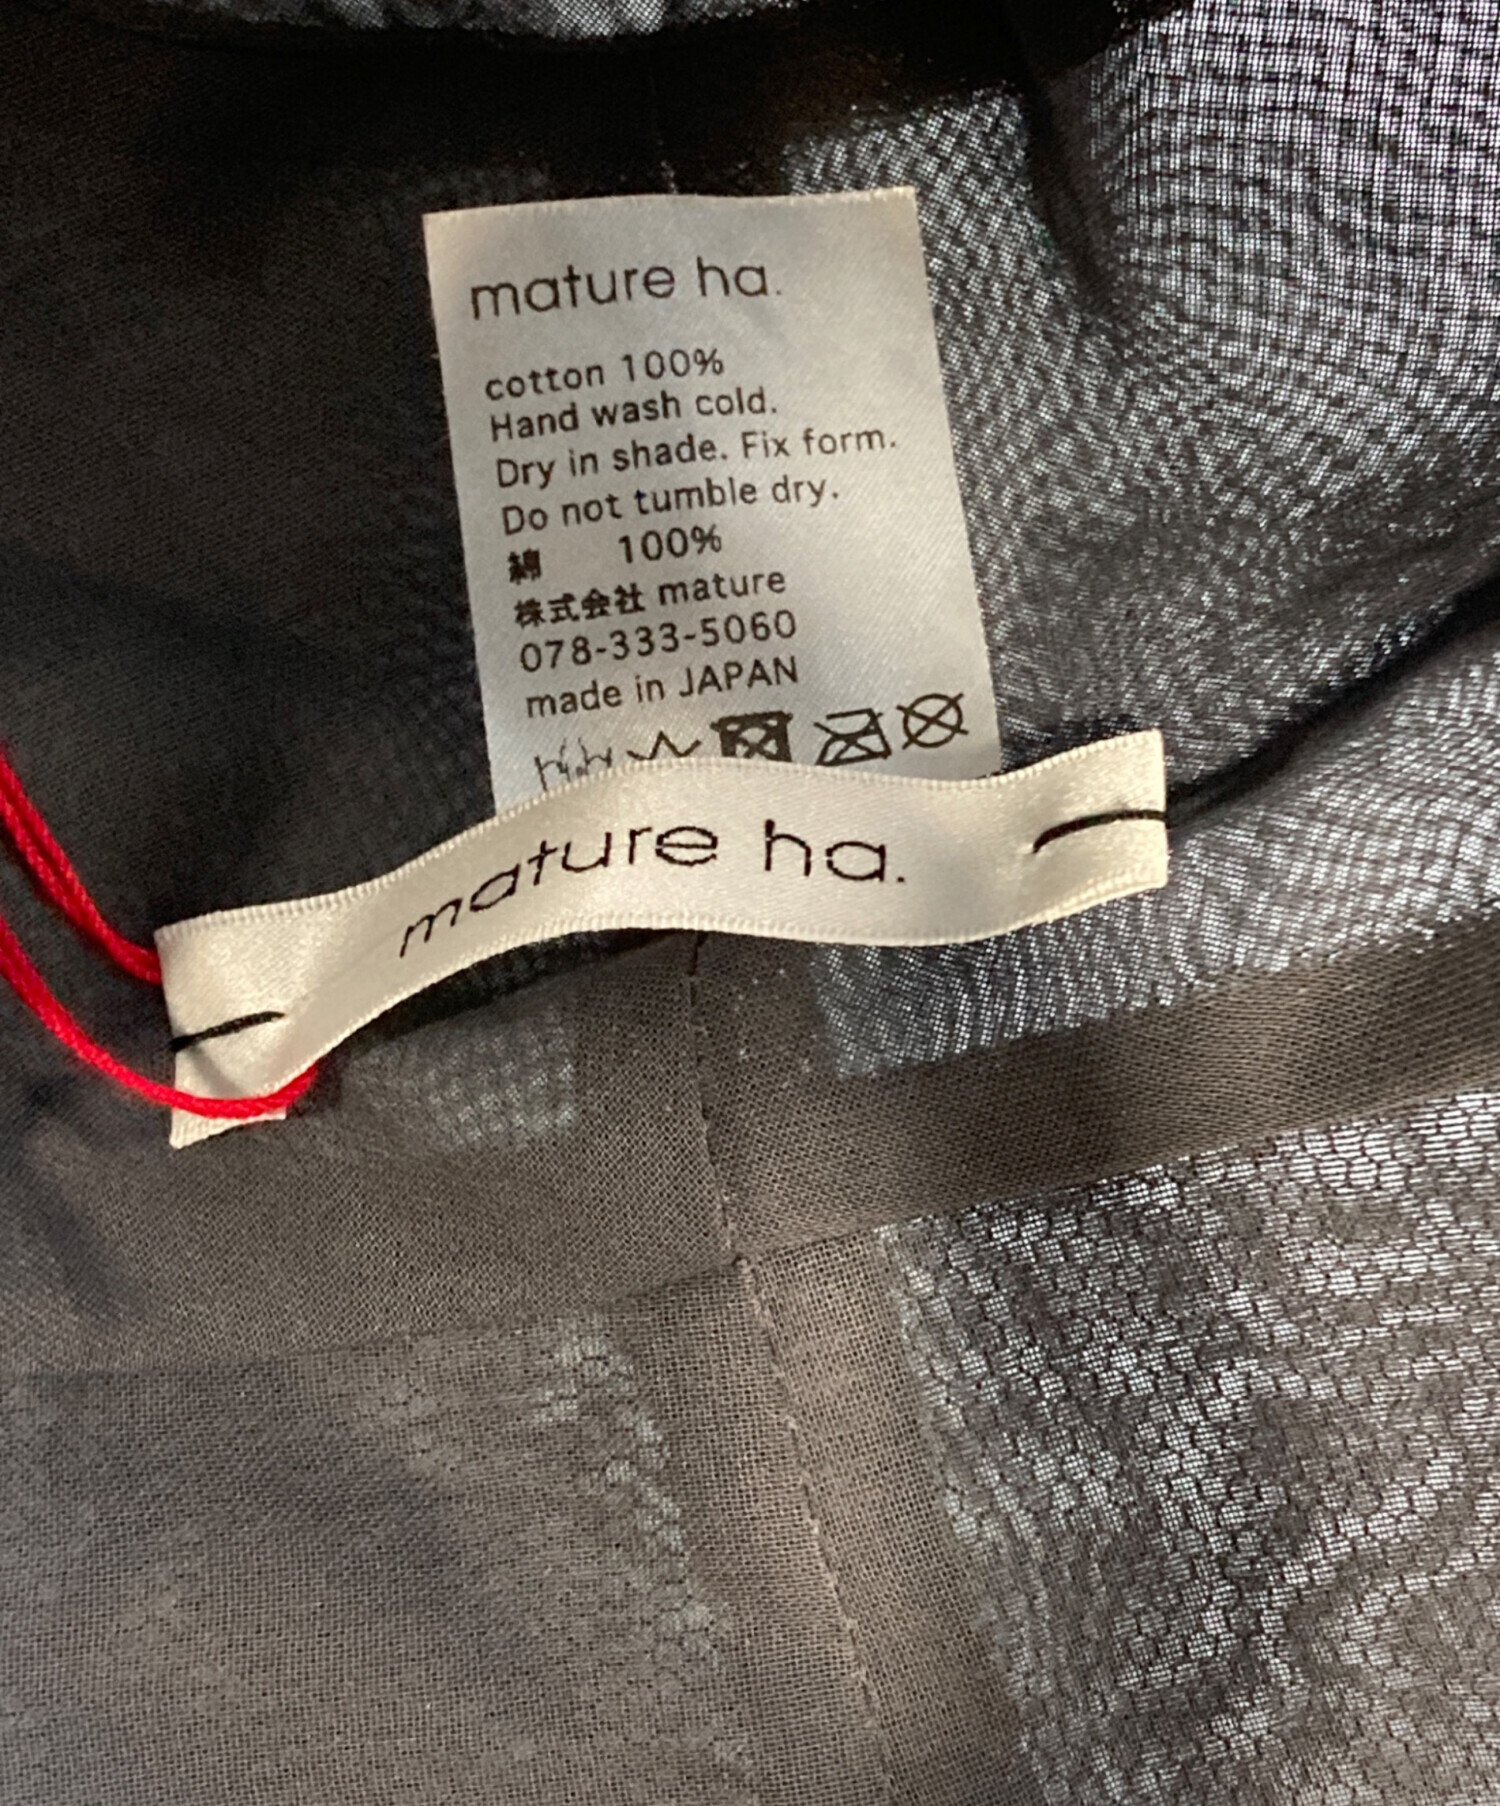 mature ha.
cotton 100%
Hand wash cold.
Dry in shade. Fix form.
Do not tumble dry.
綿 100%
株式会社 mature
078-333-5060
made in JAPAN
mature ha.